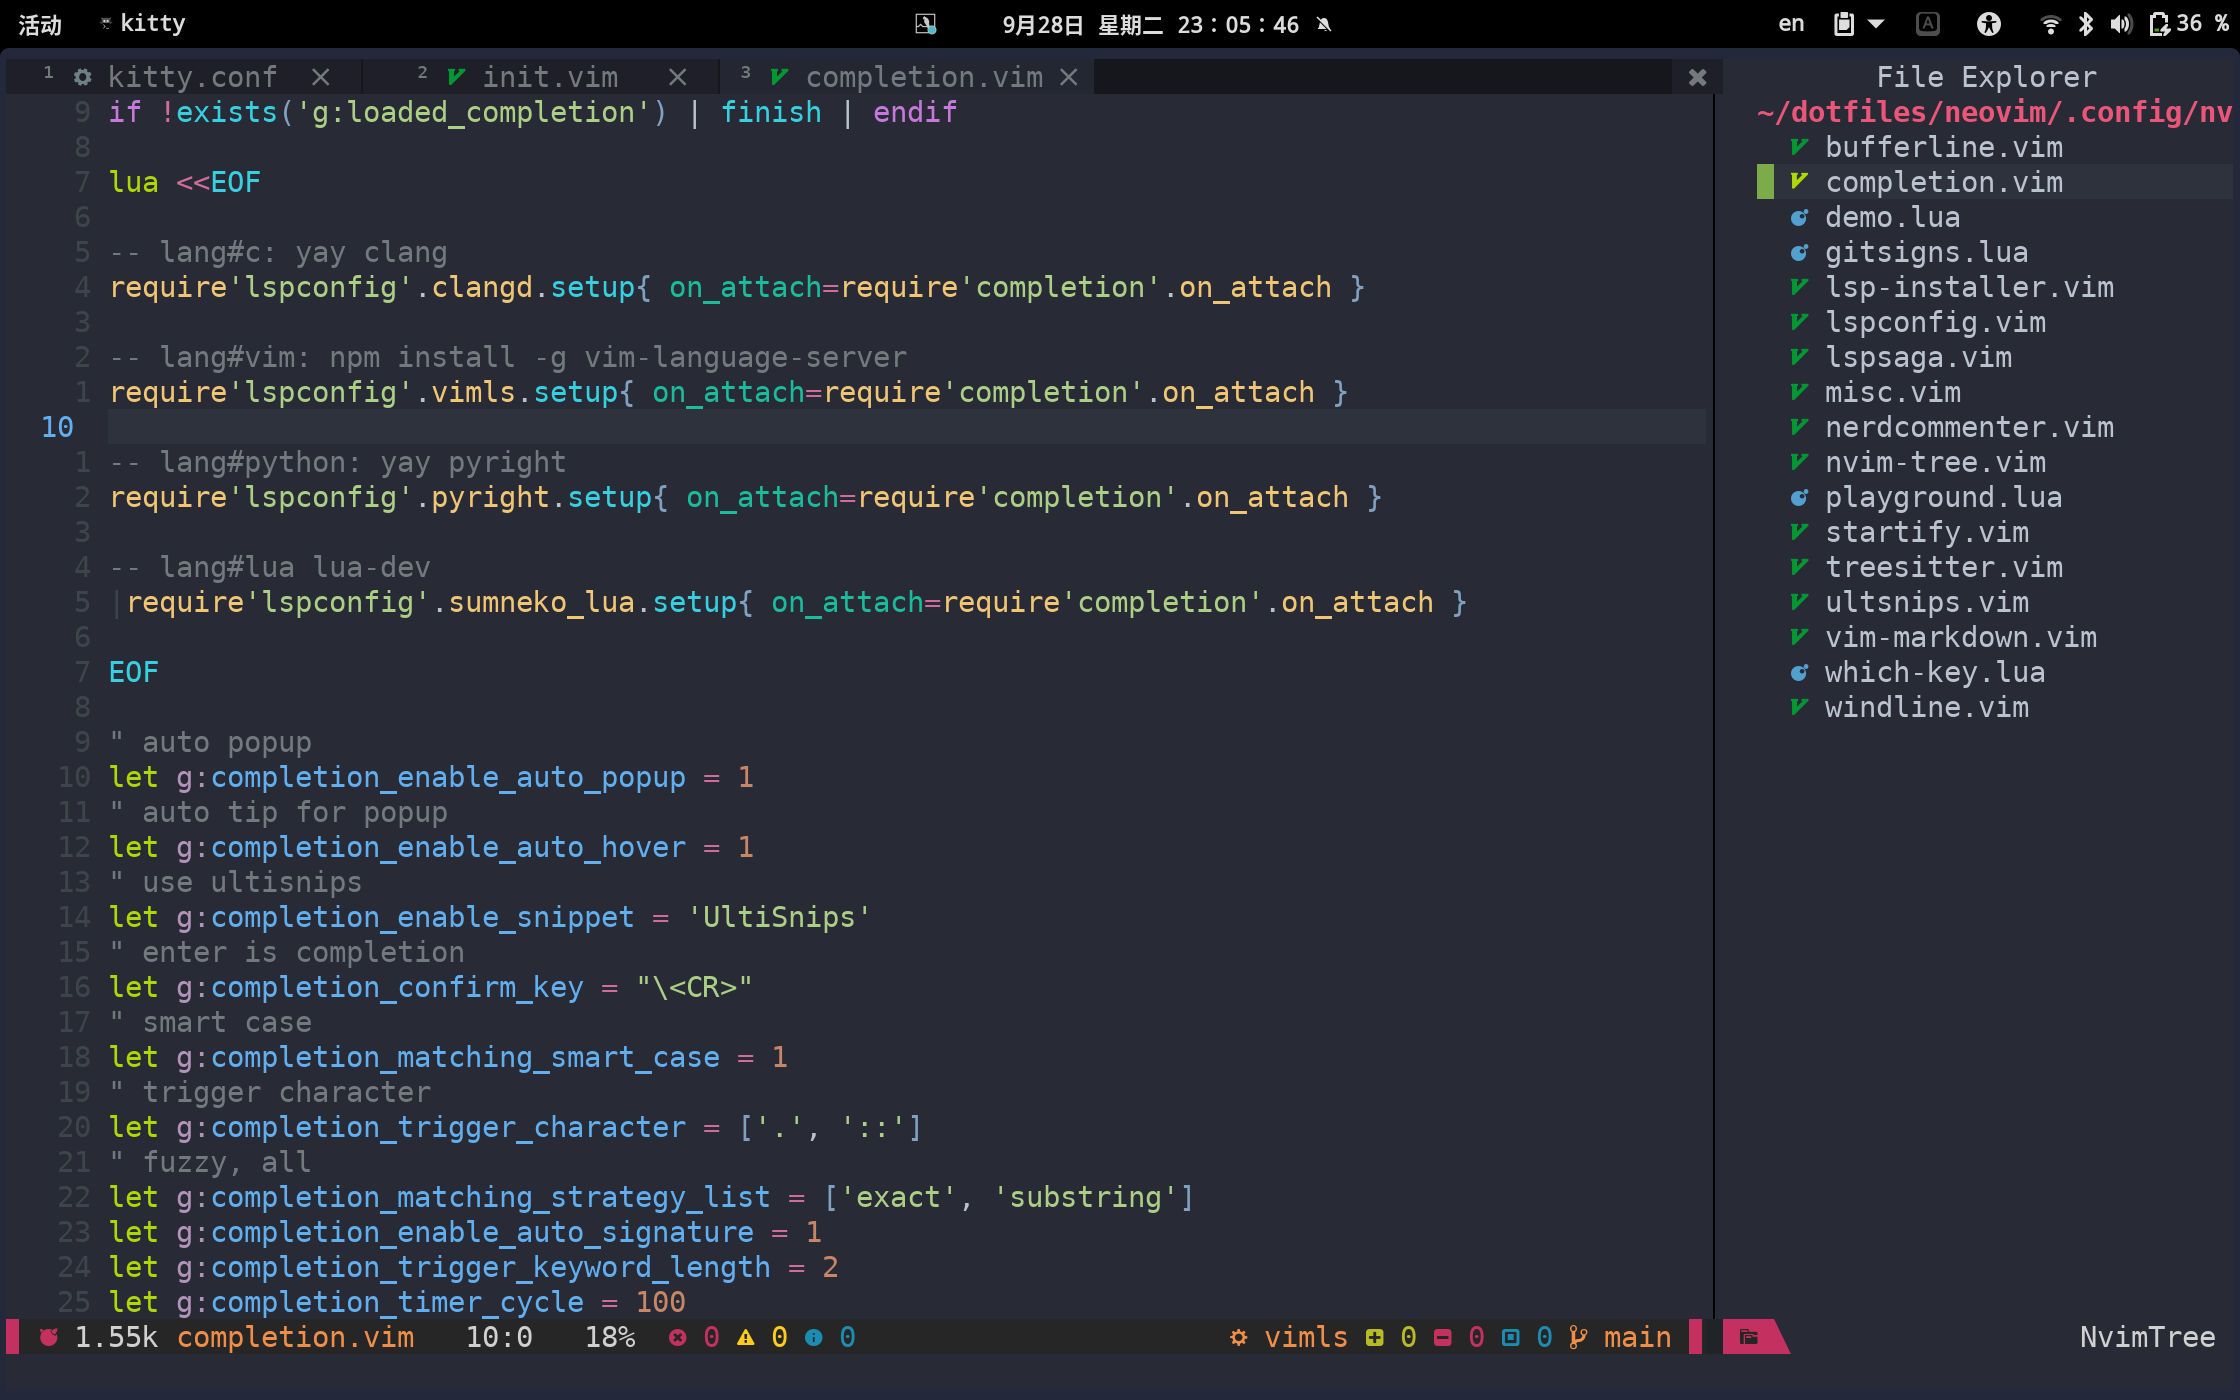 活动 kitty 9月28日 星期二 23：05：46 en A 36 %
1 kitty.conf 2 init.vim 3 completion.vim File Explorer
9 if !exists('g:loaded_completion') | finish | endif
8
7 lua <<EOF
6
5 -- lang#c: yay clang
4 require'lspconfig'.clangd.setup{ on_attach=require'completion'.on_attach }
3
2 -- lang#vim: npm install -g vim-language-server
1 require'lspconfig'.vimls.setup{ on_attach=require'completion'.on_attach }
10
1 -- lang#python: yay pyright
2 require'lspconfig'.pyright.setup{ on_attach=require'completion'.on_attach }
3
4 -- lang#lua lua-dev
5 |require'lspconfig'.sumneko_lua.setup{ on_attach=require'completion'.on_attach }
6
7 EOF
8
9 " auto popup
10 let g:completion_enable_auto_popup = 1
11 " auto tip for popup
12 let g:completion_enable_auto_hover = 1
13 " use ultisnips
14 let g:completion_enable_snippet = 'UltiSnips'
15 " enter is completion
16 let g:completion_confirm_key = "\<CR>"
17 " smart case
18 let g:completion_matching_smart_case = 1
19 " trigger character
20 let g:completion_trigger_character = ['.', '::']
21 " fuzzy, all
22 let g:completion_matching_strategy_list = ['exact', 'substring']
23 let g:completion_enable_auto_signature = 1
24 let g:completion_trigger_keyword_length = 2
25 let g:completion_timer_cycle = 100
~/dotfiles/neovim/.config/nv
bufferline.vim
completion.vim
demo.lua
gitsigns.lua
lsp-installer.vim
lspconfig.vim
lspsaga.vim
misc.vim
nerdcommenter.vim
nvim-tree.vim
playground.lua
startify.vim
treesitter.vim
ultsnips.vim
vim-markdown.vim
which-key.lua
windline.vim
1.55k completion.vim 10:0 18% 0 0 0 vimls 0 0 0 main NvimTree